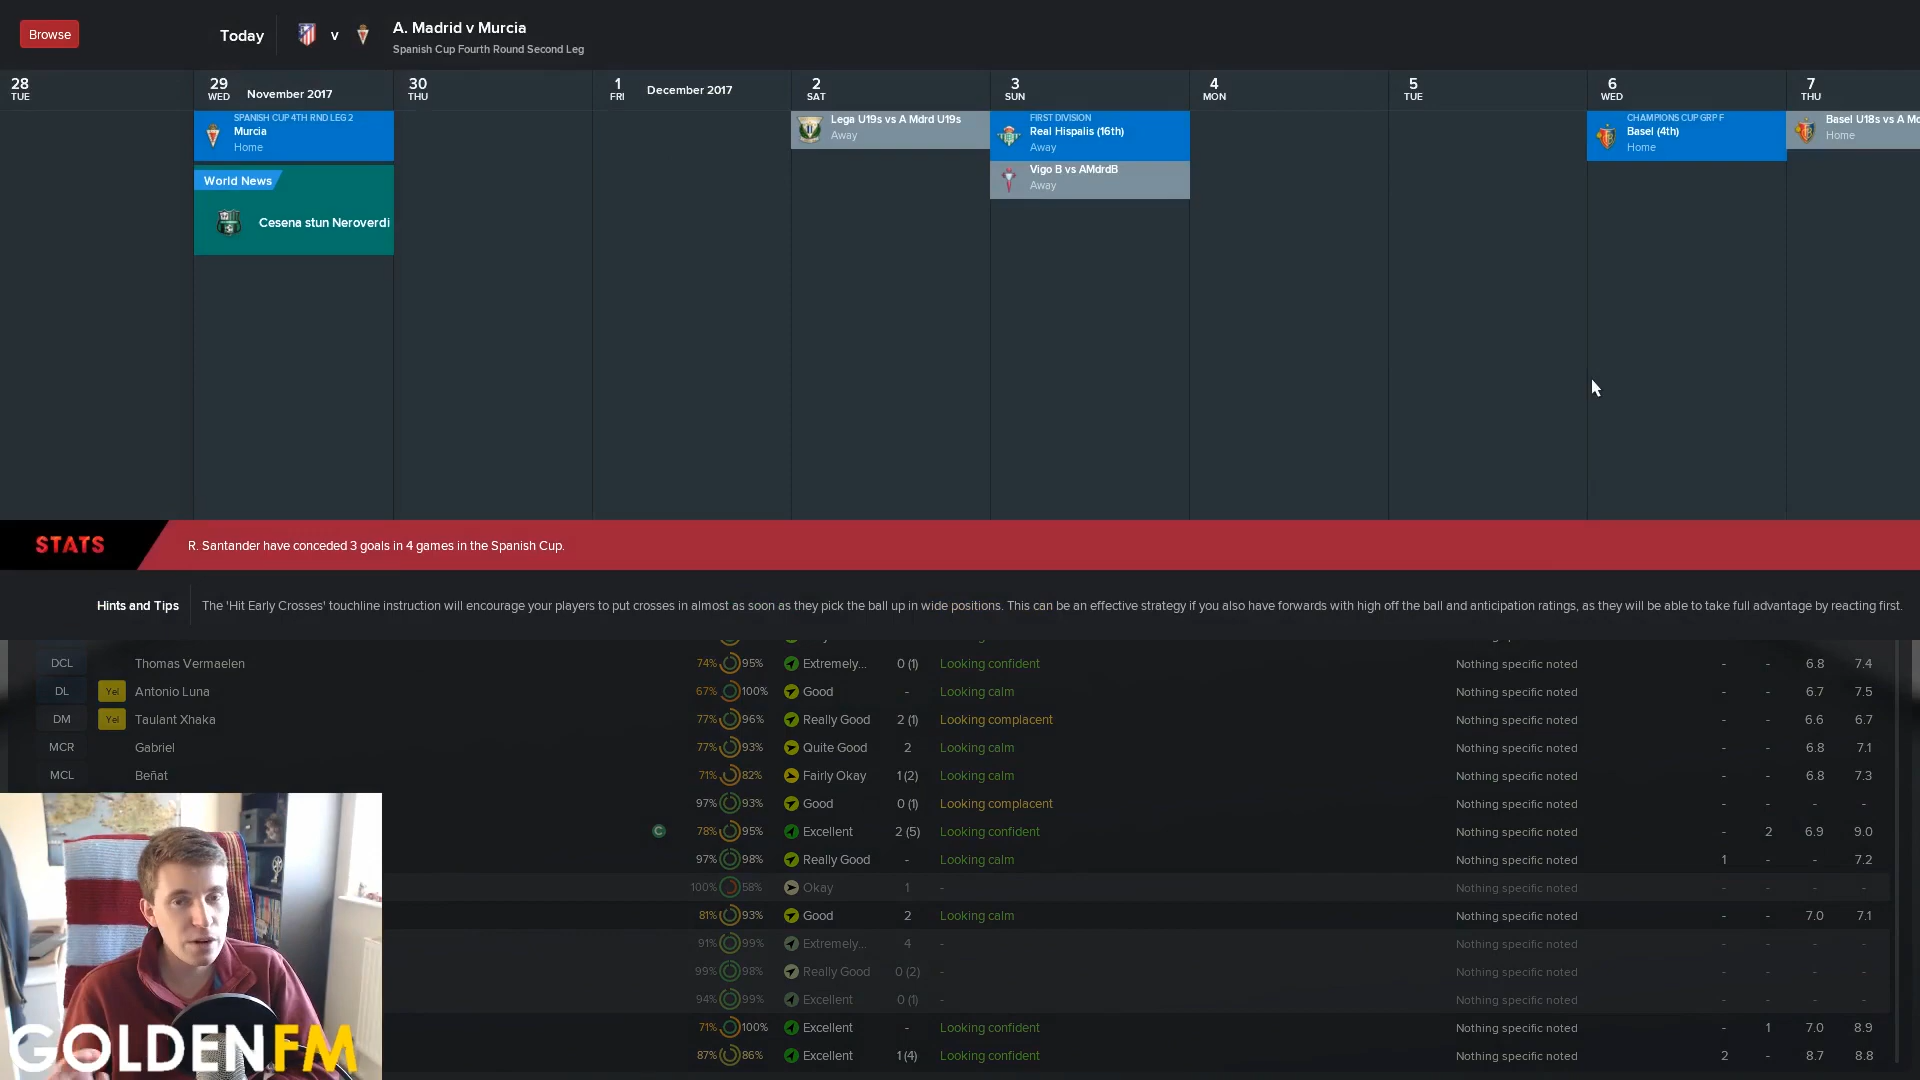 Browse
Today
v
A. Madrid v Murcia
Spanish Cup Fourth Round Second Leg
28 TUE
29 WED November 2017
30 THU
1 FRI December 2017
2 SAT
3 SUN
4 MON
5 TUE
6 WED
7 THU
SPANISH CUP 4TH RND LEG 2
Murcia
Home
World News
Cesena stun Neroverdi
Lega U19s vs A Mdrd U19s
Away
FIRST DIVISION
Real Hispalis (16th)
Away
Vigo B vs AMdrdB
Away
CHAMPIONS CUP GRP F
Basel (4th)
Home
Basel U18s vs A Mc
Home
STATS R. Santander have conceded 3 goals in 4 games in the Spanish Cup.
Hints and Tips The 'Hit Early Crosses' touchline instruction will encourage your players to put crosses in almost as soon as they pick the ball up in wide positions. This can be an effective strategy if you also have forwards with high off the ball and anticipation ratings, as they will be able to take full advantage by reacting first.
DCL Thomas Vermaelen 74% 95% Extremely... 0 (1) Looking confident Nothing specific noted - - 6.8 7.4
DL Yel Antonio Luna 67% 100% Good - Looking calm Nothing specific noted - - 6.7 7.5
DM Yel Taulant Xhaka 77% 96% Really Good 2 (1) Looking complacent Nothing specific noted - - 6.6 6.7
MCR Gabriel 77% 93% Quite Good 2 Looking calm Nothing specific noted - - 6.8 7.1
MCL Beñat 71% 82% Fairly Okay 1 (2) Looking calm Nothing specific noted - - 6.8 7.3
97% 93% Good 0 (1) Looking complacent Nothing specific noted - - - -
C 78% 95% Excellent 2 (5) Looking confident Nothing specific noted - 2 6.9 9.0
97% 98% Really Good - Looking calm Nothing specific noted 1 - - 7.2
100% 58% Okay 1 - Nothing specific noted - - - -
81% 93% Good 2 Looking calm Nothing specific noted - - 7.0 7.1
91% 99% Extremely... 4 - Nothing specific noted - - - -
99% 98% Really Good 0 (2) - Nothing specific noted - - - -
94% 99% Excellent 0 (1) - Nothing specific noted - - - -
71% 100% Excellent - Looking confident Nothing specific noted - 1 7.0 8.9
87% 86% Excellent 1 (4) Looking confident Nothing specific noted 2 - 8.7 8.8
GOLDENFM